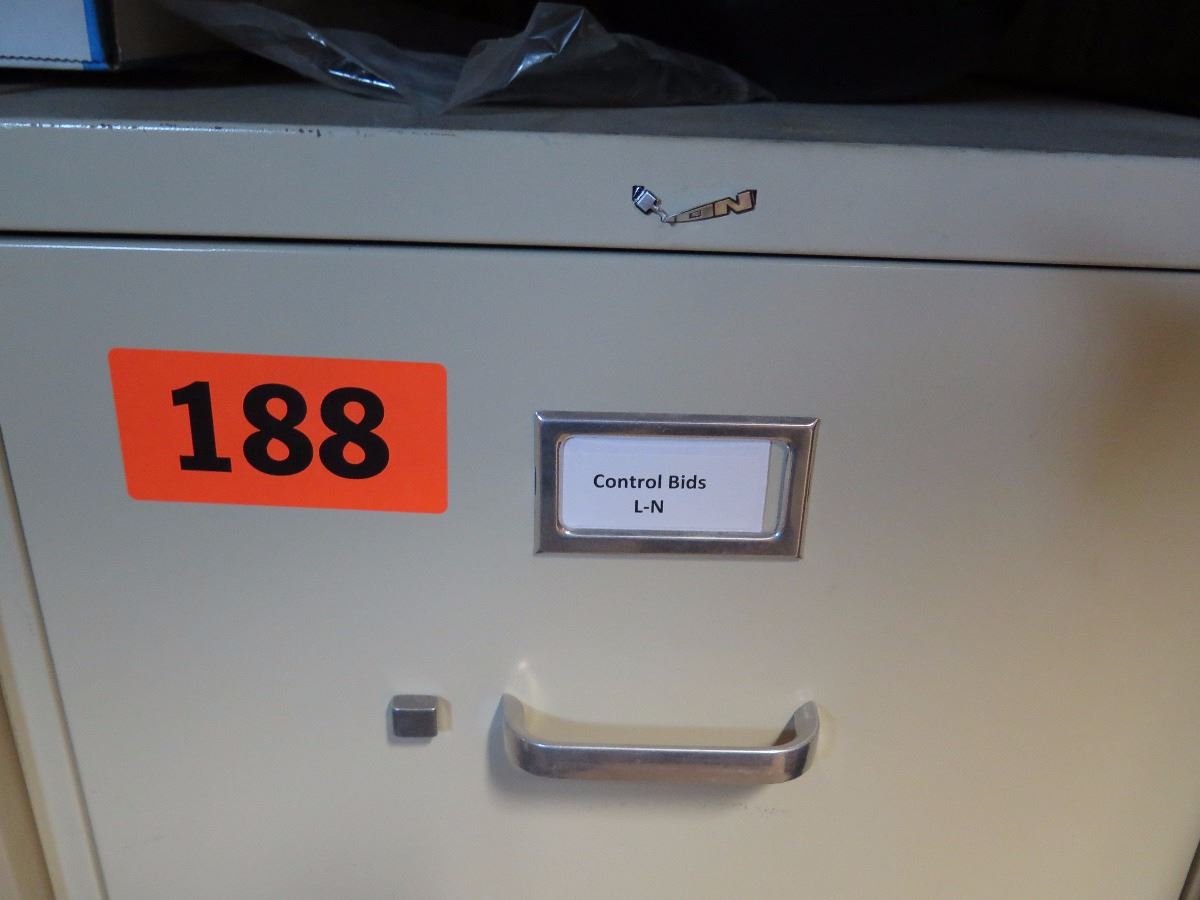 188
Control Bids
L-N